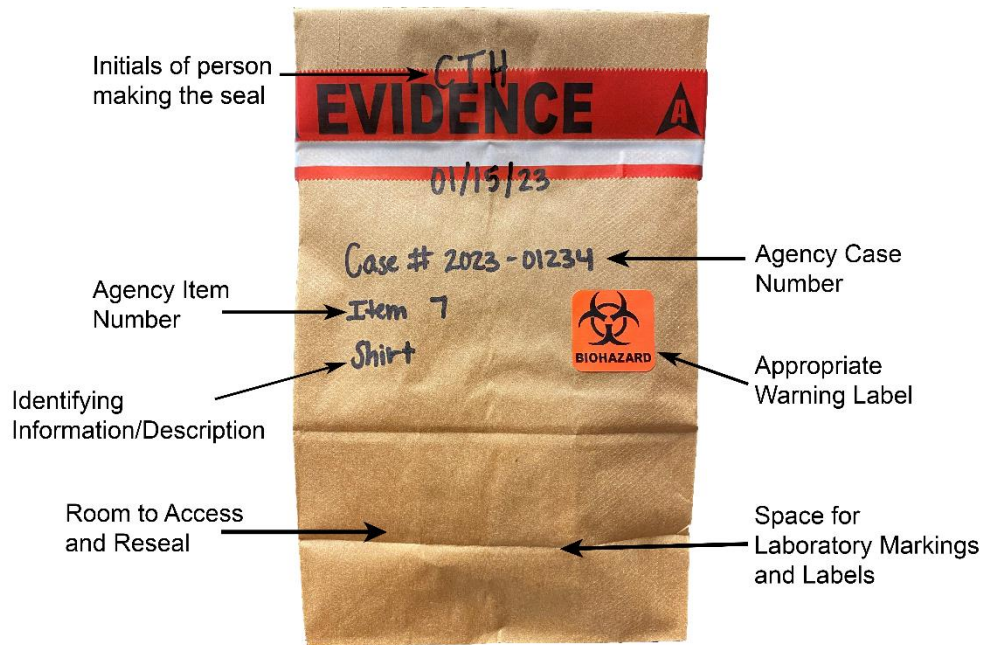 Initials of person
making the seal
CTH
EVIDENCE A
01/15/23
Case # 2023-01234
Agency Case
Number
Agency Item
Number
Item 7
BIOHAZARD
Shirt
Appropriate
Warning Label
Identifying
Information/Description
Room to Access
and Reseal
Space for
Laboratory Markings
and Labels